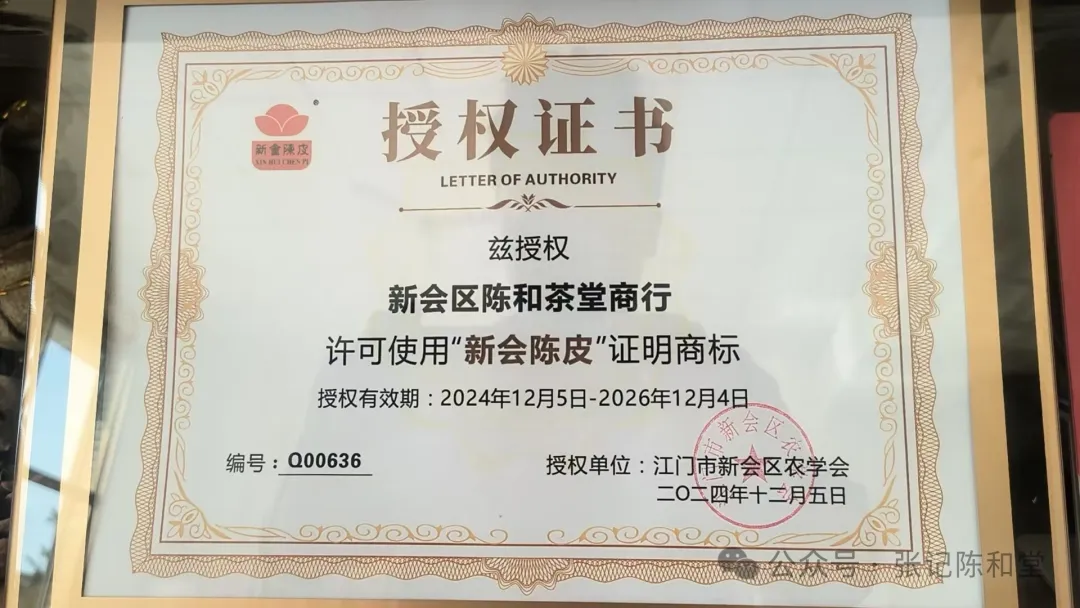 新會陳皮
XIN HUI CHEN PI
授权证书
LETTER OF AUTHORITY
兹授权
新会区陈和茶堂商行
许可使用“新会陈皮”证明商标
授权有效期：2024年12月5日-2026年12月4日
编号：Q00636
授权单位：江门市新会区农学会
二〇二四年十二月五日
公众号·张记陈和堂